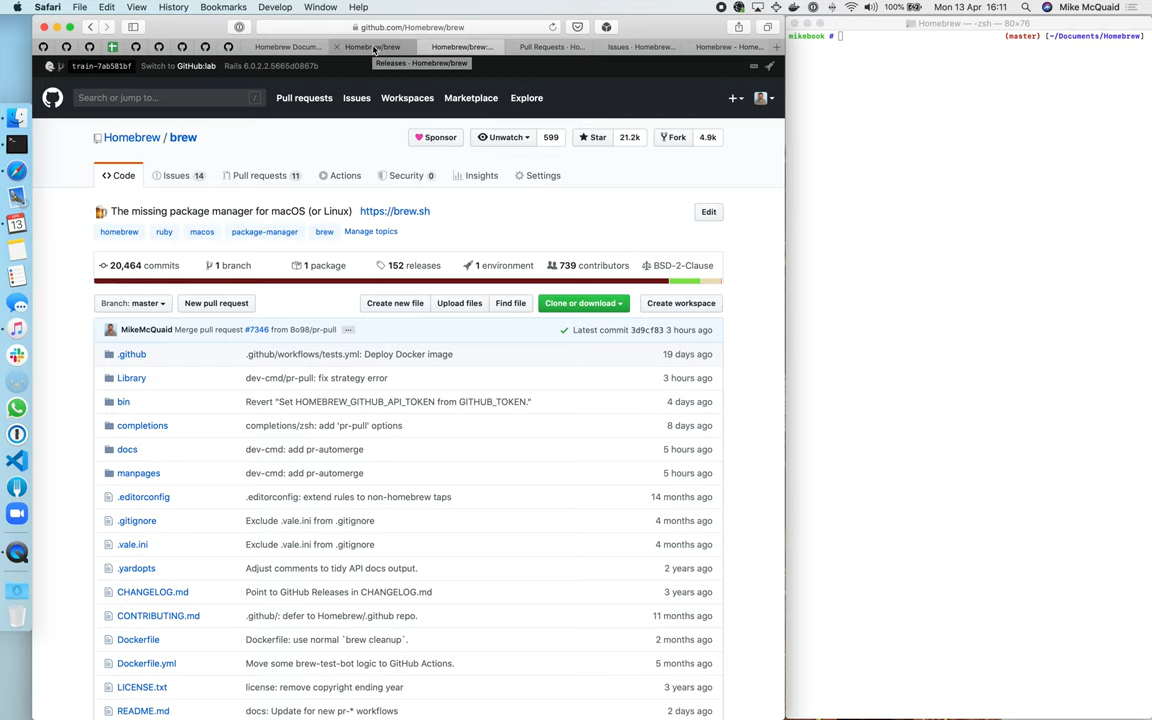 Safari File Edit View History Bookmarks Develop Window Help 100% Mon 13 Apr 16:11 Mike McQuaid
github.com/Homebrew/brew
Homebrew — -zsh — 80×76
Homebrew Docum... Homebrew/brew Homebrew/brew:... Pull Requests · Ho... Issues · Homebrew... Homebrew – Home...
mikebook # (master) [~/Documents/Homebrew]
Releases · Homebrew/brew
train-7ab581bf Switch to GitHub:lab Rails 6.0.2.2.5665d0867b
Search or jump to... / Pull requests Issues Workspaces Marketplace Explore
Homebrew / brew Sponsor Unwatch 599 Star 21.2k Fork 4.9k
Code Issues 14 Pull requests 11 Actions Security 0 Insights Settings
The missing package manager for macOS (or Linux) https://brew.sh Edit
homebrew ruby macos package-manager brew Manage topics
20,464 commits 1 branch 1 package 152 releases 1 environment 739 contributors BSD-2-Clause
Branch: master New pull request Create new file Upload files Find file Clone or download Create workspace
MikeMcQuaid Merge pull request #7346 from Bo98/pr-pull ... Latest commit 3d9cf83 3 hours ago
.github .github/workflows/tests.yml: Deploy Docker image 19 days ago
Library dev-cmd/pr-pull: fix strategy error 3 hours ago
bin Revert "Set HOMEBREW_GITHUB_API_TOKEN from GITHUB_TOKEN." 4 days ago
completions completions/zsh: add 'pr-pull' options 8 days ago
docs dev-cmd: add pr-automerge 5 hours ago
manpages dev-cmd: add pr-automerge 5 hours ago
.editorconfig .editorconfig: extend rules to non-homebrew taps 14 months ago
.gitignore Exclude .vale.ini from .gitignore 4 months ago
.vale.ini Exclude .vale.ini from .gitignore 4 months ago
.yardopts Adjust comments to tidy API docs output. 2 years ago
CHANGELOG.md Point to GitHub Releases in CHANGELOG.md 3 years ago
CONTRIBUTING.md .github/: defer to Homebrew/.github repo. 11 months ago
Dockerfile Dockerfile: use normal `brew cleanup`. 2 months ago
Dockerfile.yml Move some brew-test-bot logic to GitHub Actions. 5 months ago
LICENSE.txt license: remove copyright ending year 3 years ago
README.md docs: Update for new pr-* workflows 2 days ago